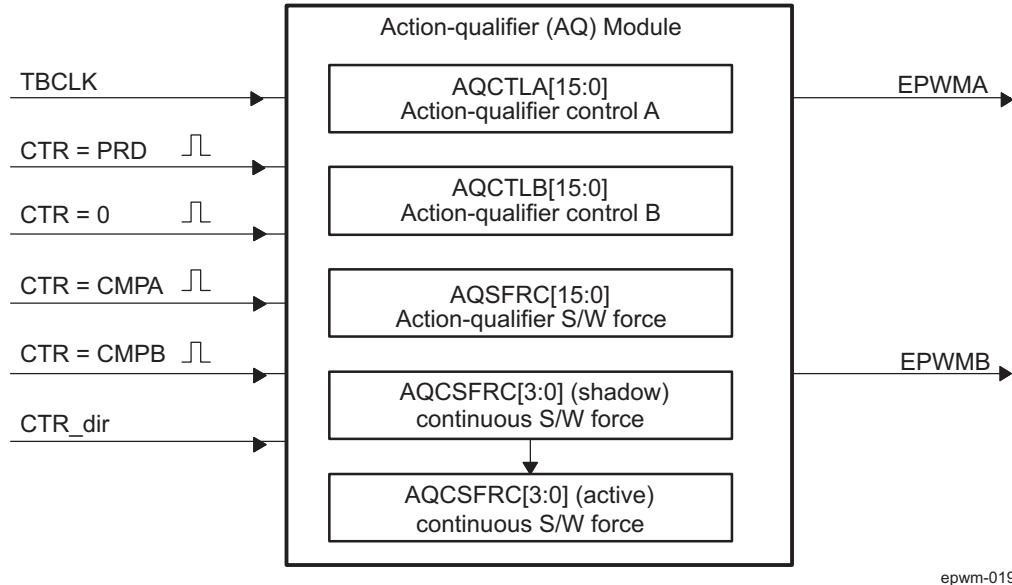 Action-qualifier (AQ) Module
TBCLK
CTR = PRD
CTR = 0
CTR = CMPA
CTR = CMPB
CTR_dir
AQCTLA[15:0]
Action-qualifier control A
AQCTLB[15:0]
Action-qualifier control B
AQSFRC[15:0]
Action-qualifier S/W force
AQCSFRC[3:0] (shadow)
continuous S/W force
AQCSFRC[3:0] (active)
continuous S/W force
EPWMA
EPWMB
epwm-019